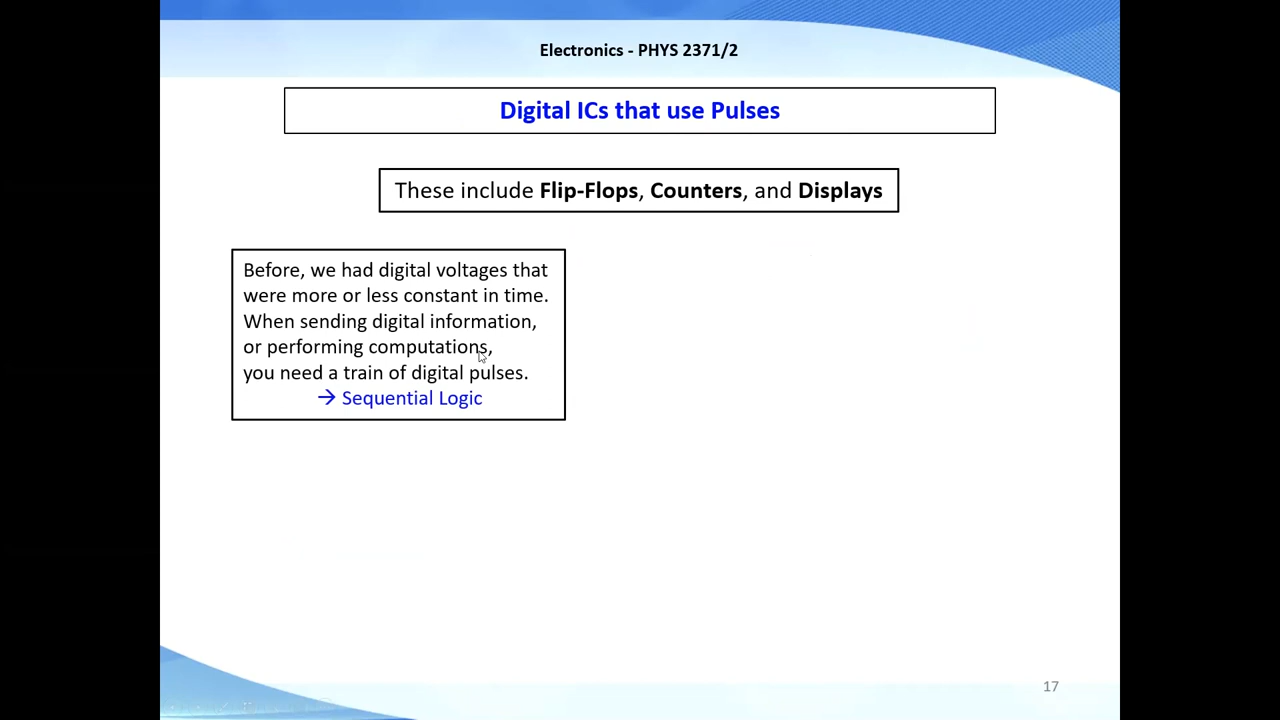 Electronics - PHYS 2371/2
Digital ICs that use Pulses
These include Flip-Flops, Counters, and Displays
Before, we had digital voltages that
were more or less constant in time.
When sending digital information,
or performing computations,
you need a train of digital pulses.
→ Sequential Logic
17